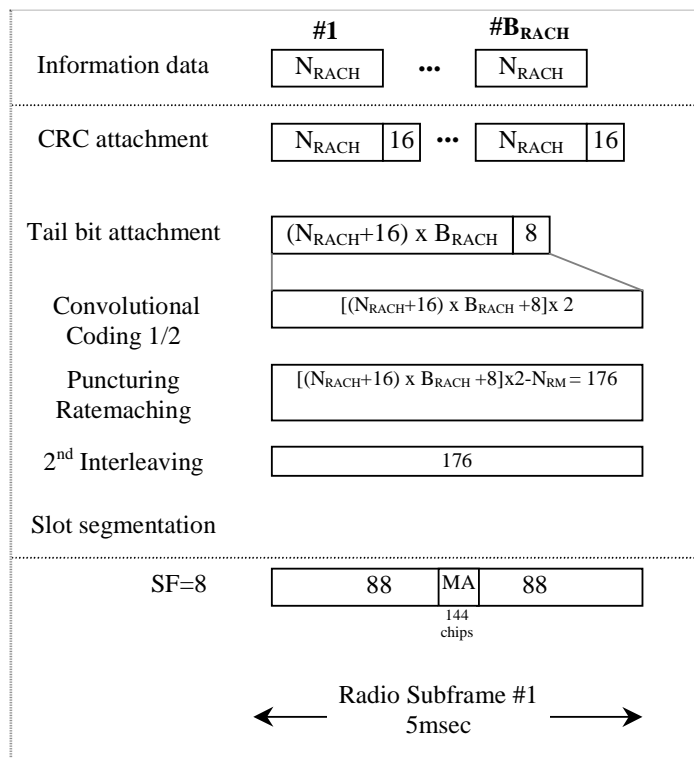 #1 #B_RACH
Information data N_RACH ••• N_RACH
CRC attachment N_RACH 16 ••• N_RACH 16
Tail bit attachment (N_RACH+16) x B_RACH 8
Convolutional
Coding 1/2
[(N_RACH+16) x B_RACH +8]x 2
Puncturing
Ratemaching
[(N_RACH+16) x B_RACH +8]x2-N_RM = 176
2nd Interleaving 176
Slot segmentation
SF=8 88 MA 88
144
chips
Radio Subframe #1
5msec